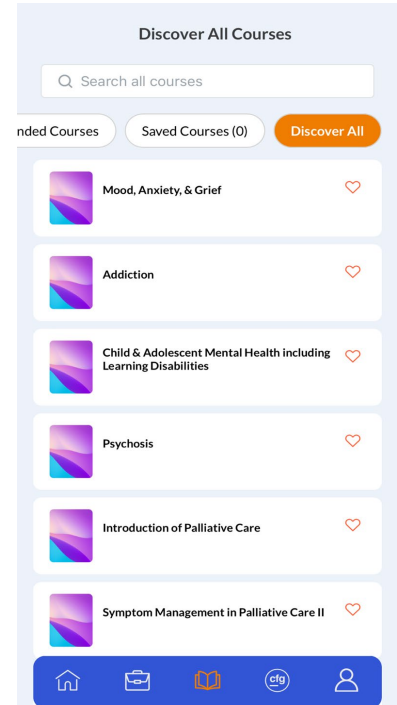 Discover All Courses
Search all courses
nded Courses
Saved Courses (0)
Discover All
Mood, Anxiety, & Grief
Addiction
Child & Adolescent Mental Health including
Learning Disabilities
Psychosis
Introduction of Palliative Care
Symptom Management in Palliative Care II
cfg